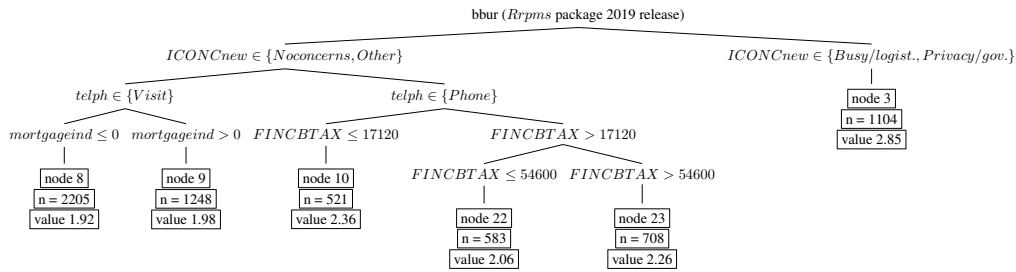 bbur (Rrpms package 2019 release)
ICONCnew ∈ {Noconcerns, Other}
ICONCnew ∈ {Busy/logist., Privacy/gov.}
telph ∈ {Visit}
telph ∈ {Phone}
node 3
n = 1104
value 2.85
mortgageind ≤ 0
mortgageind > 0
FINCBTAX ≤ 17120
FINCBTAX > 17120
node 8
n = 2205
value 1.92
node 9
n = 1248
value 1.98
node 10
n = 521
value 2.36
FINCBTAX ≤ 54600
FINCBTAX > 54600
node 22
n = 583
value 2.06
node 23
n = 708
value 2.26